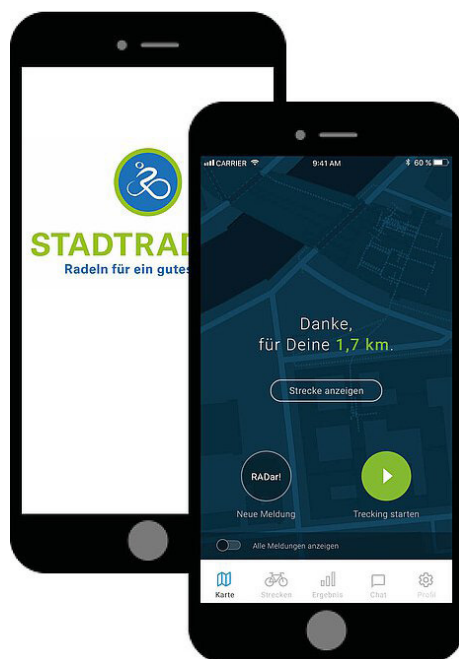 STADTRAD
Radeln für ein gutes
CARRIER 9:41 AM 60 %
Danke,
für Deine 1,7 km.
Strecke anzeigen
RADar!
Neue Meldung Trecking starten
Alle Meldungen anzeigen
Karte Strecken Ergebnis Chat Profil